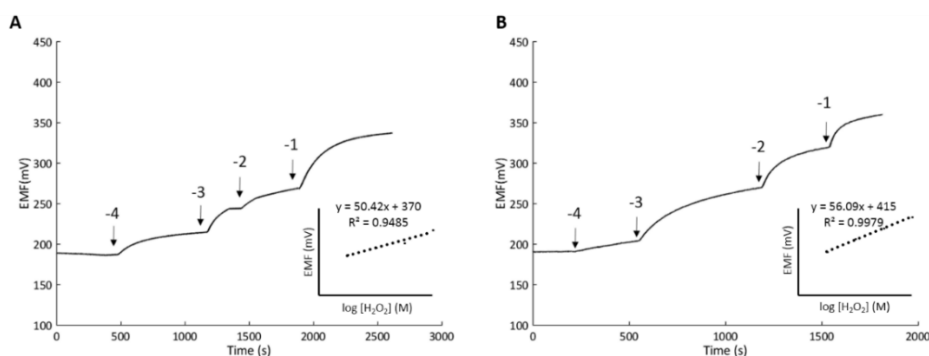 A
450
400
350
300
250
200
150
100
EMF(mV)
-4
-3
-2
-1
y = 50.42x + 370
R² = 0.9485
EMF (mV)
log [H₂O₂] (M)
0
500
1000
1500
2000
2500
3000
Time (s)
B
450
400
350
300
250
200
150
100
EMF(mV)
-4
-3
-2
-1
y = 56.09x + 415
R² = 0.9979
EMF (mV)
log [H₂O₂] (M)
0
500
1000
1500
2000
Time (s)